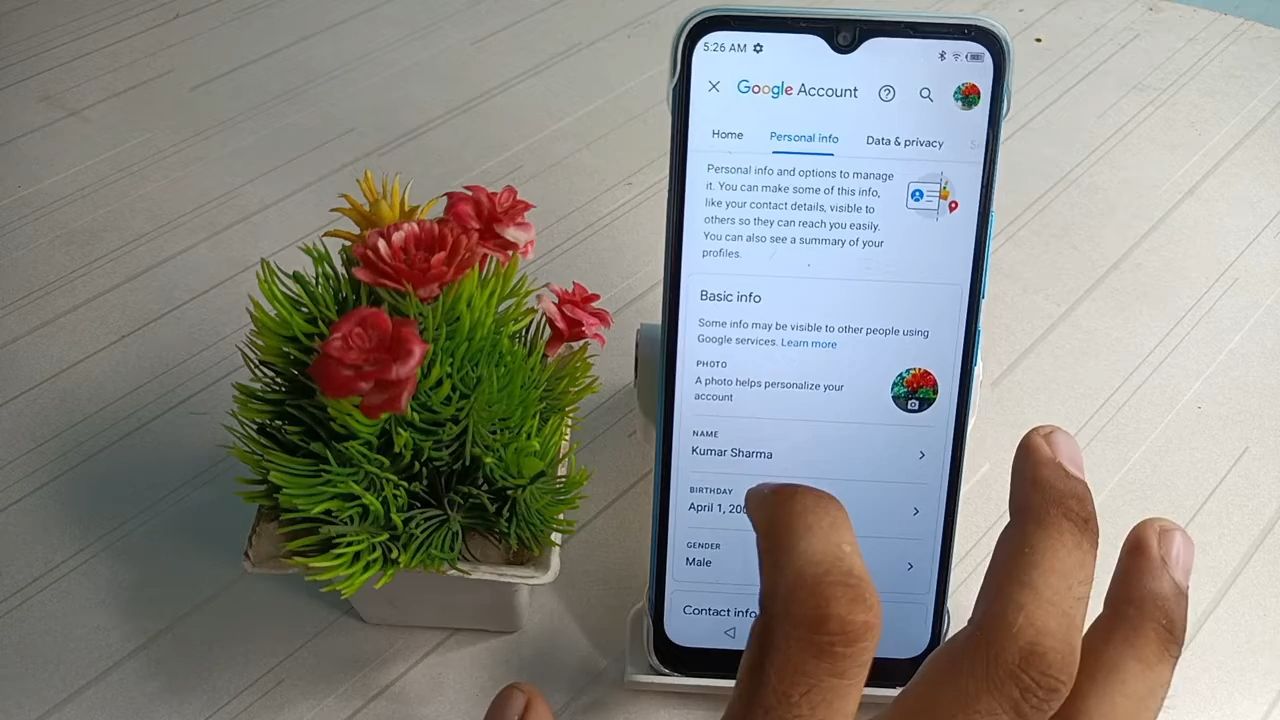 5:26 AM
Google Account
Home Personal info Data & privacy
Personal info and options to manage
it. You can make some of this info,
like your contact details, visible to
others so they can reach you easily.
You can also see a summary of your
profiles.
Basic info
Some info may be visible to other people using
Google services. Learn more
PHOTO
A photo helps personalize your
account
NAME
Kumar Sharma
BIRTHDAY
April 1,
GENDER
Male
Contact info